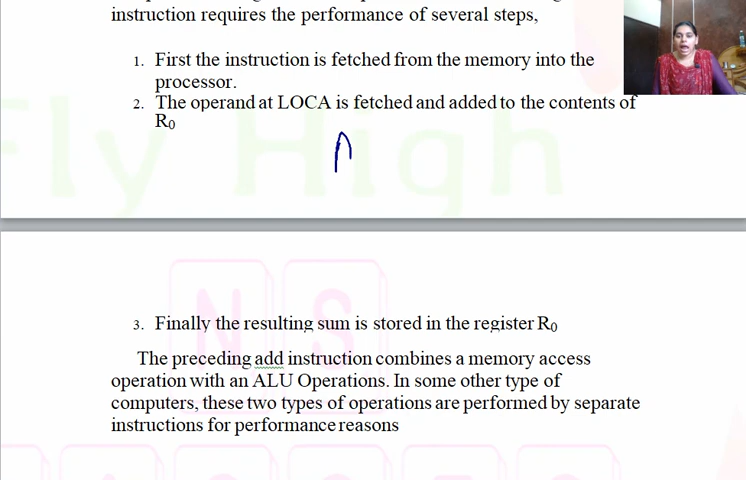 instruction requires the performance of several steps,
1. First the instruction is fetched from the memory into the
processor.
2. The operand at LOCA is fetched and added to the contents of
R0
Fly High
N S
3. Finally the resulting sum is stored in the register R0
The preceding add instruction combines a memory access
operation with an ALU Operations. In some other type of
computers, these two types of operations are performed by separate
instructions for performance reasons